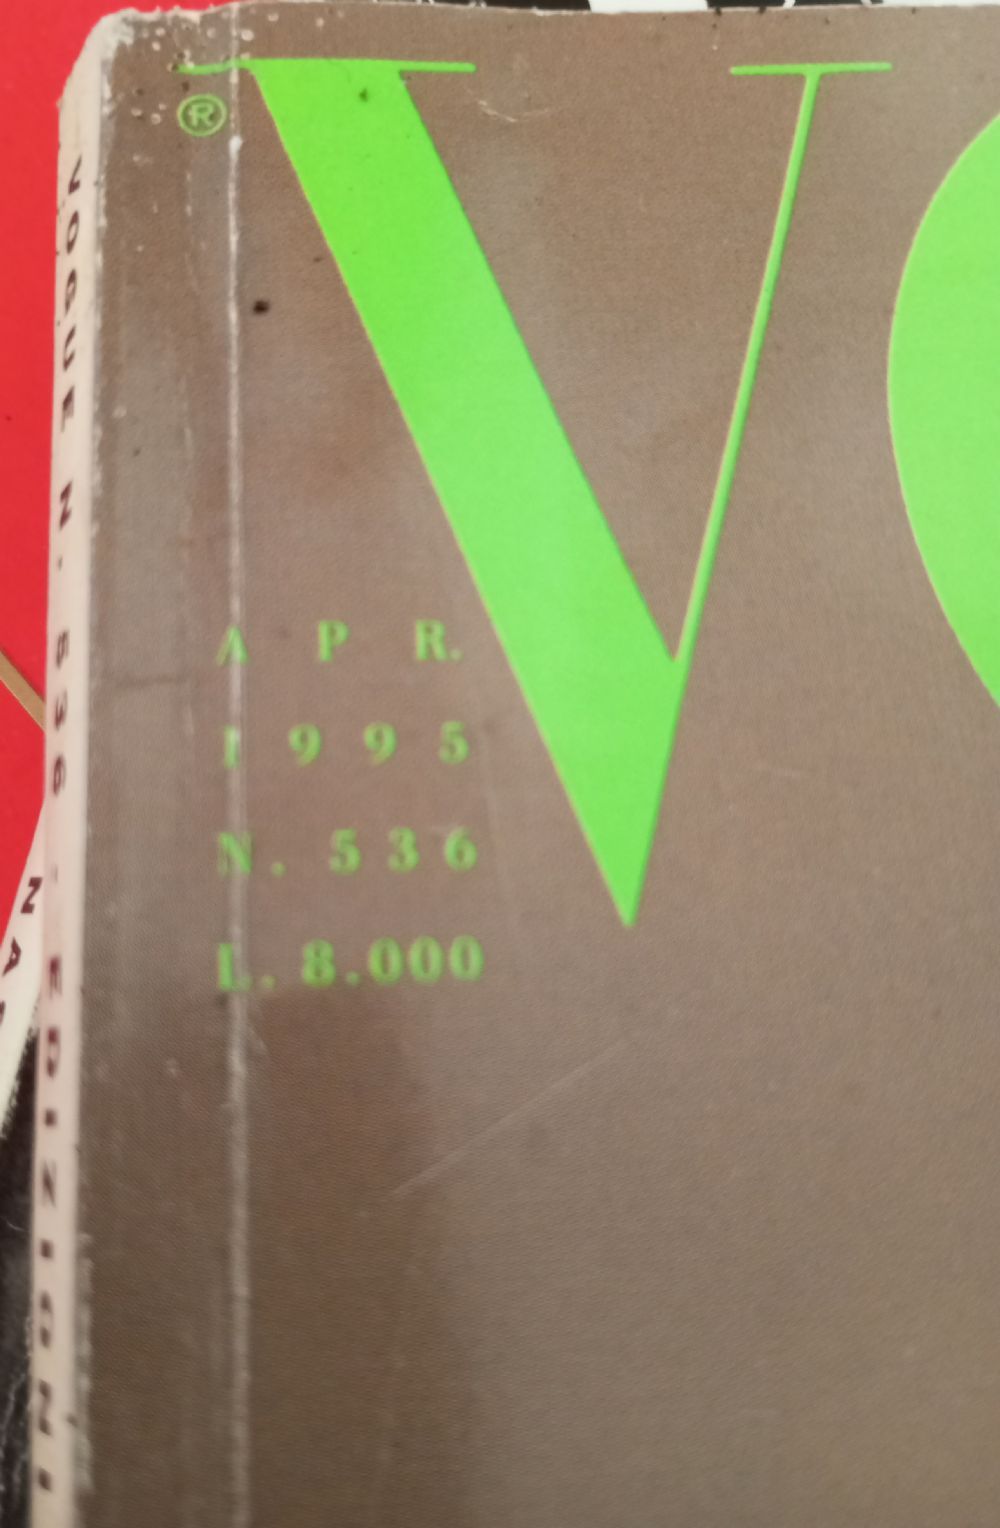 VO
®
APR.
1995
N. 536
L. 8.000
VOGUE N. 536 - EDIZIONI